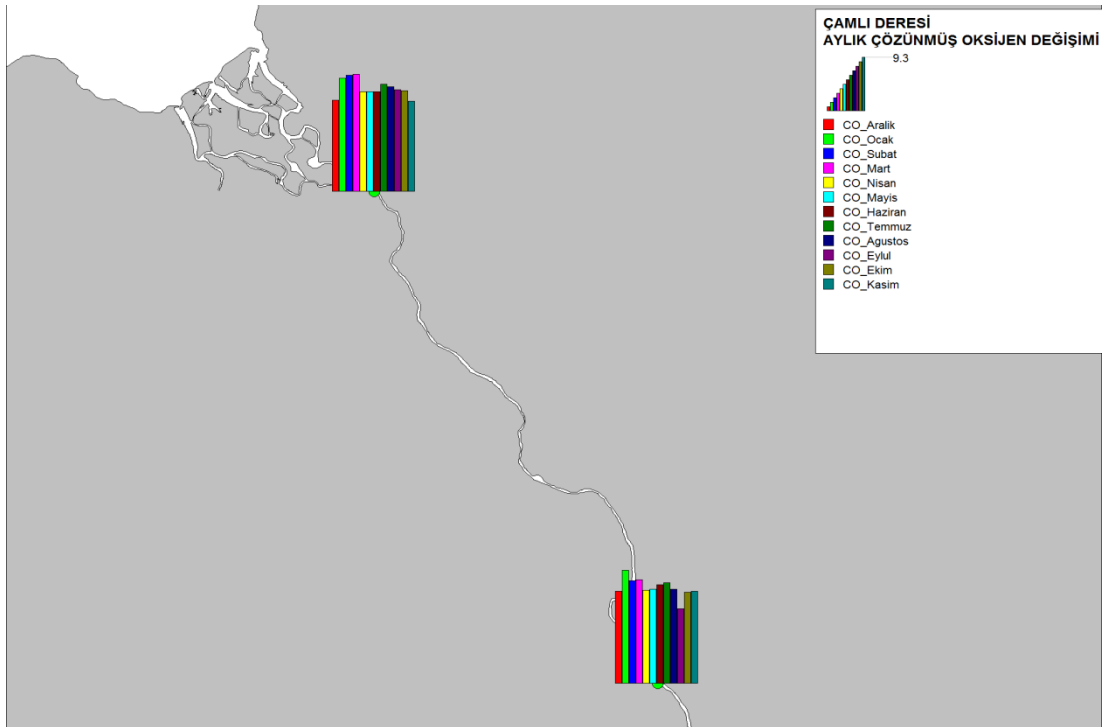 ÇAMLI DERESİ
AYLIK ÇÖZÜNMÜŞ OKSİJEN DEĞİŞİMİ
9.3
CO_Aralik
CO_Ocak
CO_Subat
CO_Mart
CO_Nisan
CO_Mayis
CO_Haziran
CO_Temmuz
CO_Agustos
CO_Eylul
CO_Ekim
CO_Kasim